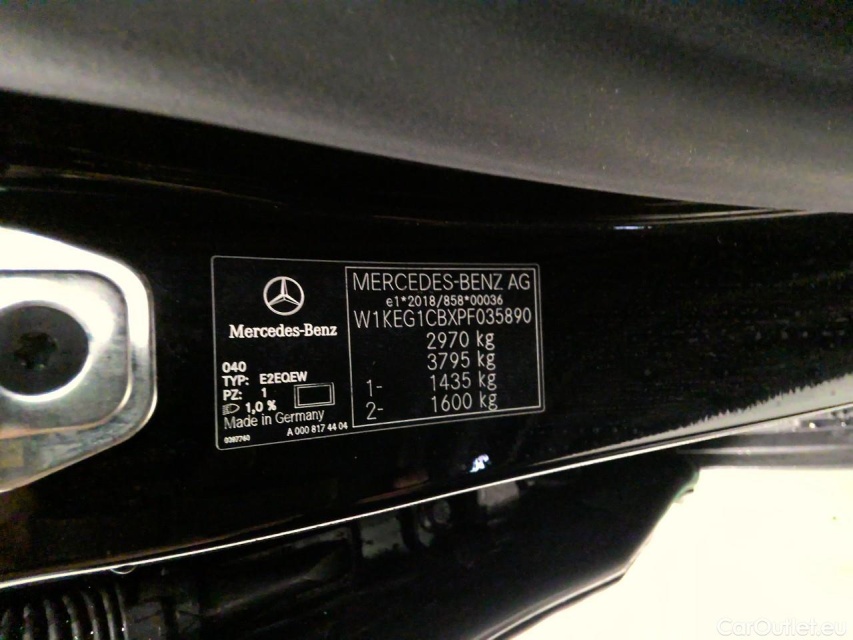 Mercedes-Benz
040
TYP: E2EQEW
PZ: 1
1,0 %
Made in Germany
0397760
A 000 817 44 04
MERCEDES-BENZ AG
e1*2018/858*00036
W1KEG1CBXPF035890
2970 kg
3795 kg
1- 1435 kg
2- 1600 kg
CarOutlet.eu